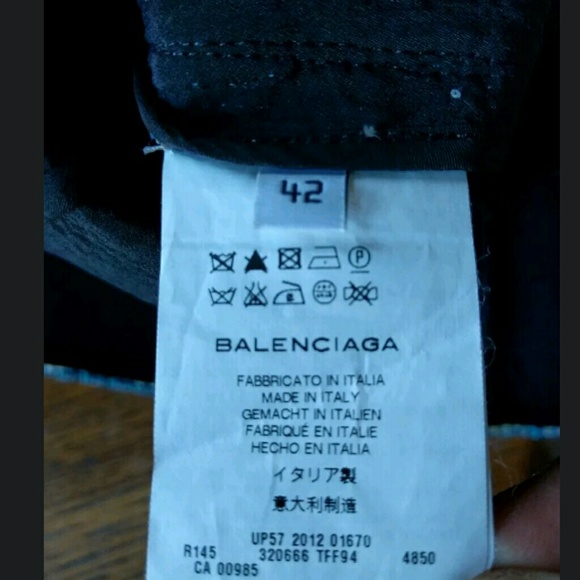 42
P
BALENCIAGA
FABBRICATO IN ITALIA
MADE IN ITALY
GEMACHT IN ITALIEN
FABRIQUÉ EN ITALIE
HECHO EN ITALIA
イタリア製
意大利制造
UP57 2012 01670
R145 320666 TFF94 4850
CA 00985